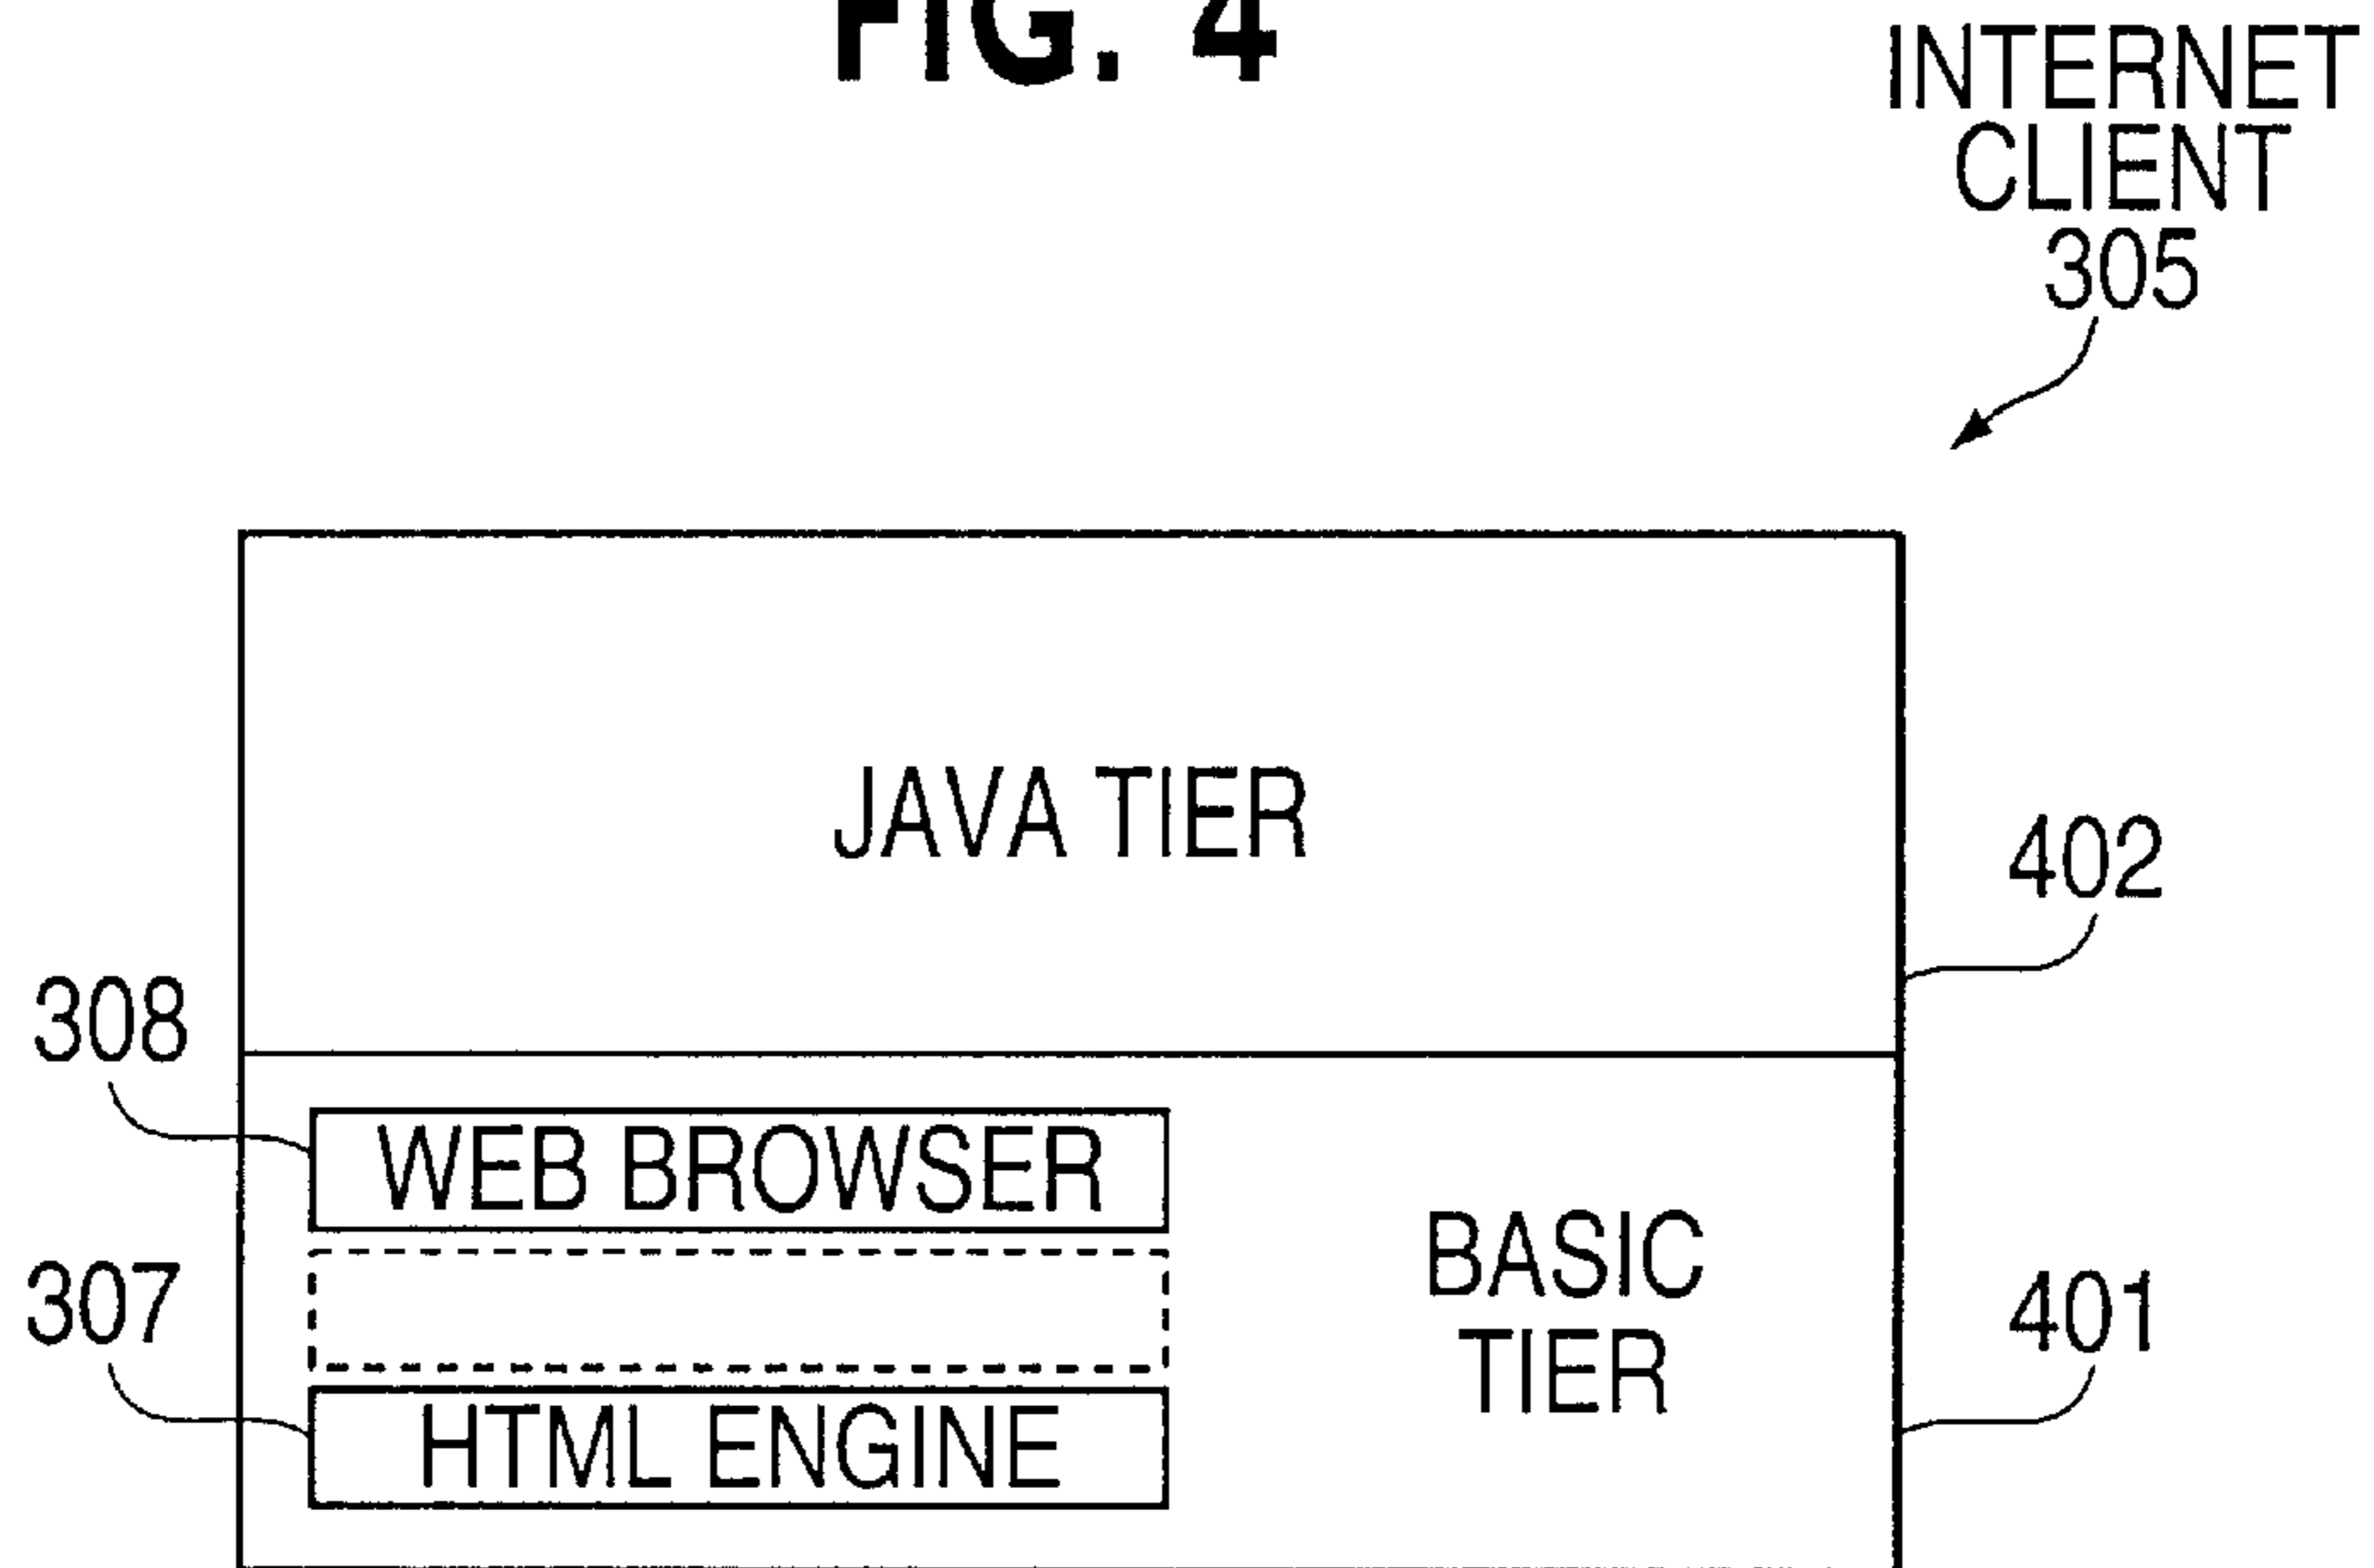 FIG. 4
INTERNET
CLIENT
305
JAVA TIER
402
308
WEB BROWSER
307
BASIC
TIER
401
HTML ENGINE